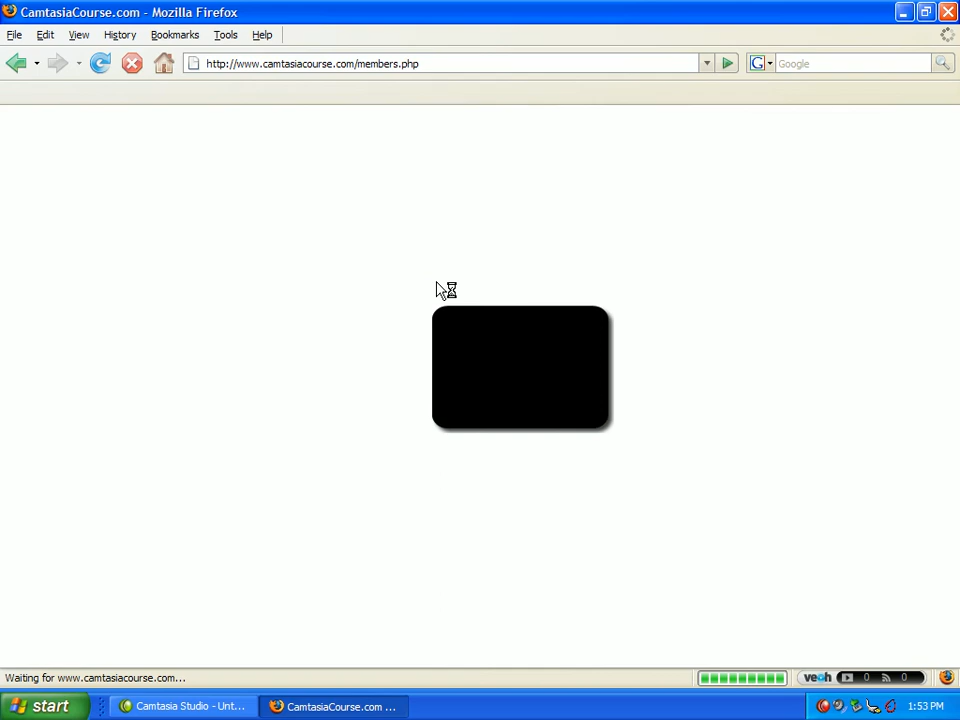 CamtasiaCourse.com - Mozilla Firefox
File Edit View History Bookmarks Tools Help
http://www.camtasiacourse.com/members.php
G Google
Waiting for www.camtasiacourse.com...
veoh 0 0
start
Camtasia Studio - Unt...
CamtasiaCourse.com ...
1:53 PM